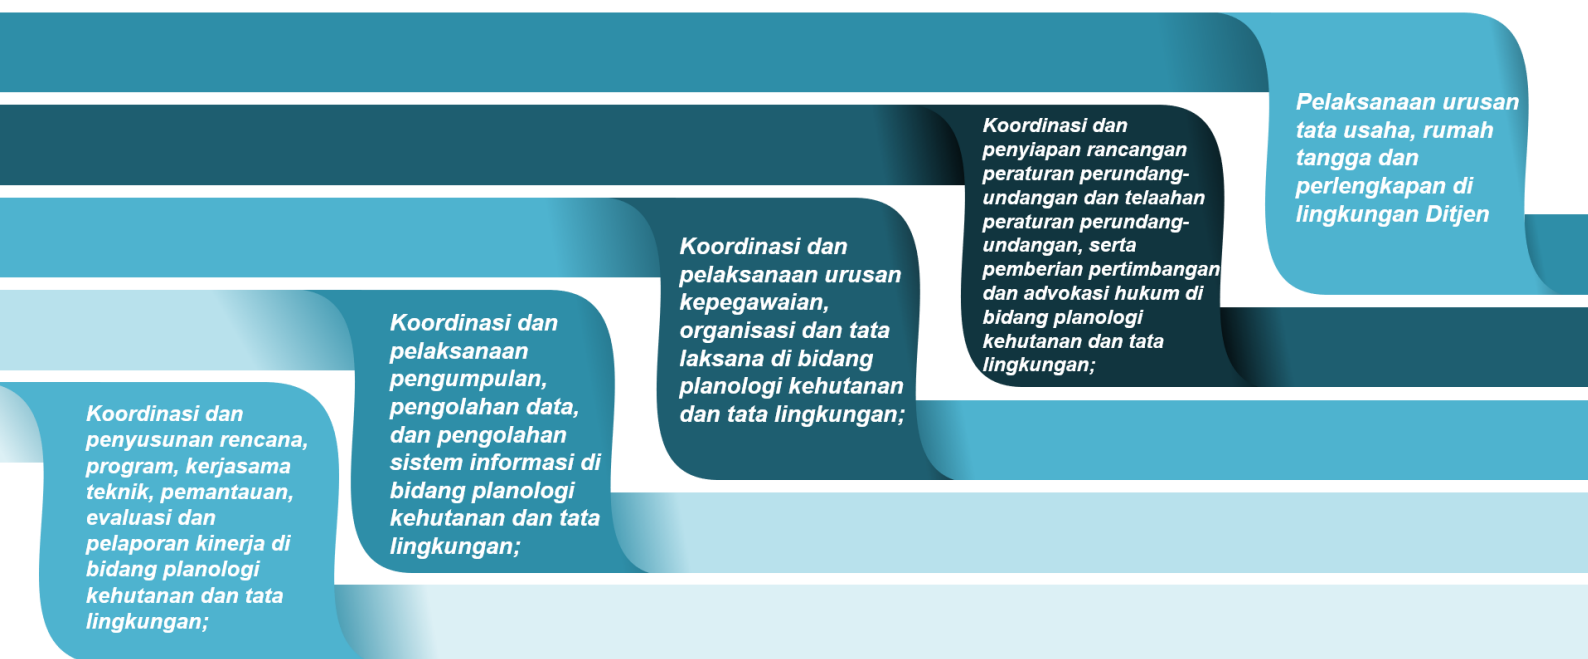 Koordinasi dan
penyusunan rencana,
program, kerjasama
teknik, pemantauan,
evaluasi dan
pelaporan kinerja di
bidang planologi
kehutanan dan tata
lingkungan;
Koordinasi dan
pelaksanaan
pengumpulan,
pengolahan data,
dan pengolahan
sistem informasi di
bidang planologi
kehutanan dan tata
lingkungan;
Koordinasi dan
pelaksanaan urusan
kepegawaian,
organisasi dan tata
laksana di bidang
planologi kehutanan
dan tata lingkungan;
Koordinasi dan
penyiapan rancangan
peraturan perundang-
undangan dan telaahan
peraturan perundang-
undangan, serta
pemberian pertimbangan
dan advokasi hukum di
bidang planologi
kehutanan dan tata
lingkungan;
Pelaksanaan urusan
tata usaha, rumah
tangga dan
perlengkapan di
lingkungan Ditjen